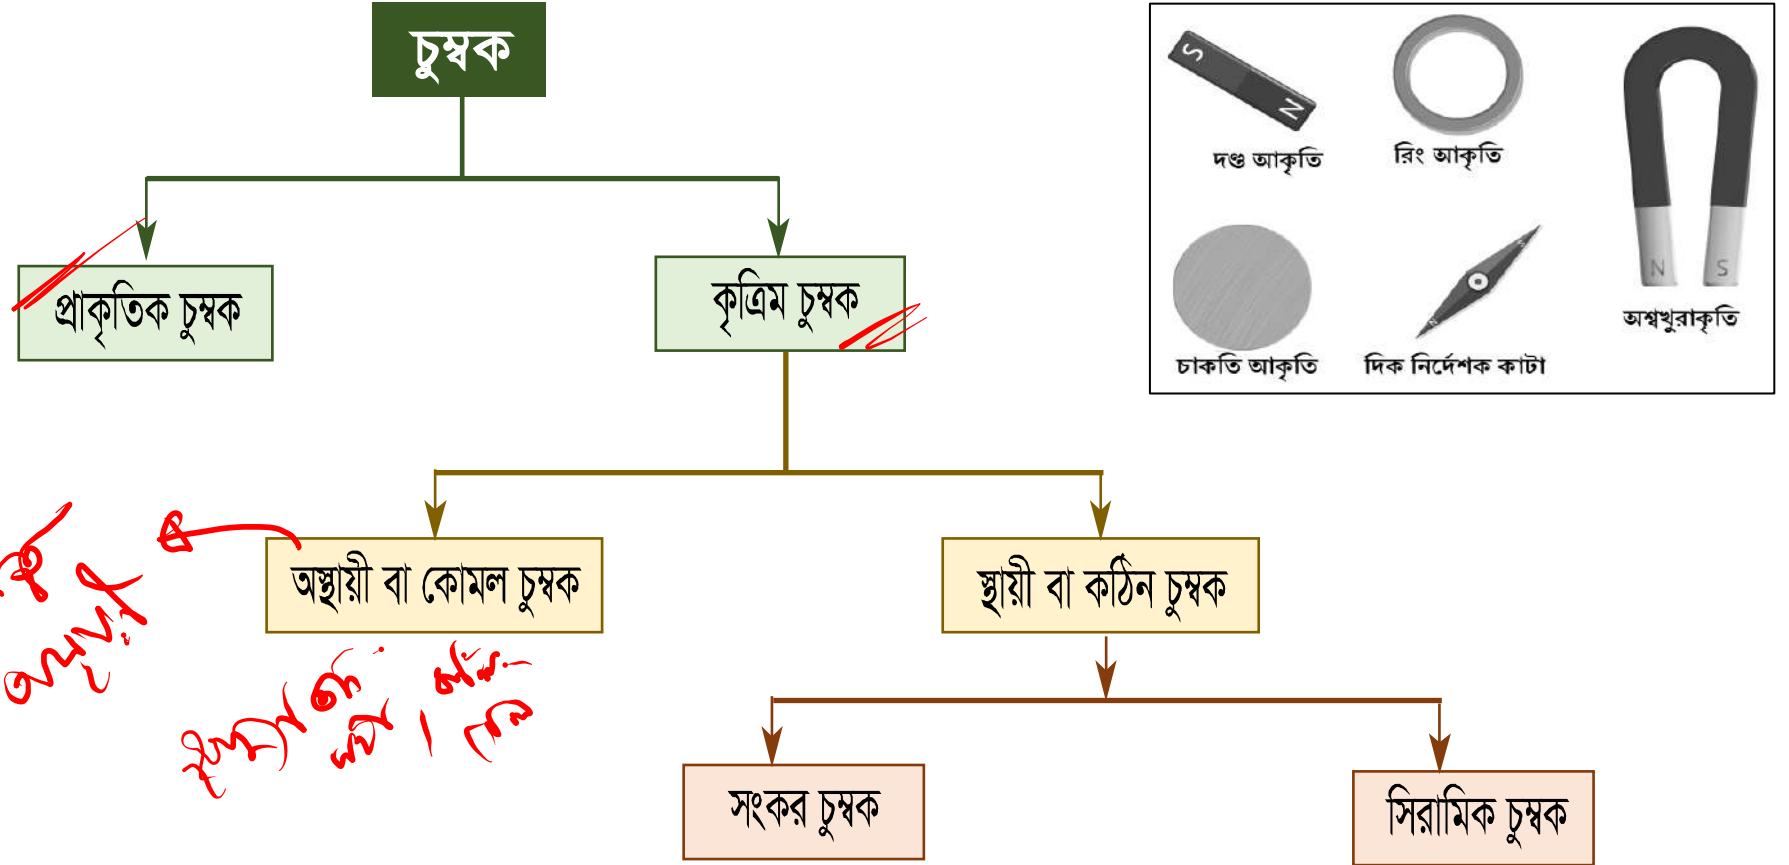 চুম্বক
প্রাকৃতিক চুম্বক
কৃত্রিম চুম্বক
অস্থায়ী বা কোমল চুম্বক
স্থায়ী বা কঠিন চুম্বক
সংকর চুম্বক
সিরামিক চুম্বক
S
N
দণ্ড আকৃতি
রিং আকৃতি
চাকতি আকৃতি
দিক নির্দেশক কাটা
N S
অশ্বখুরাকৃতি